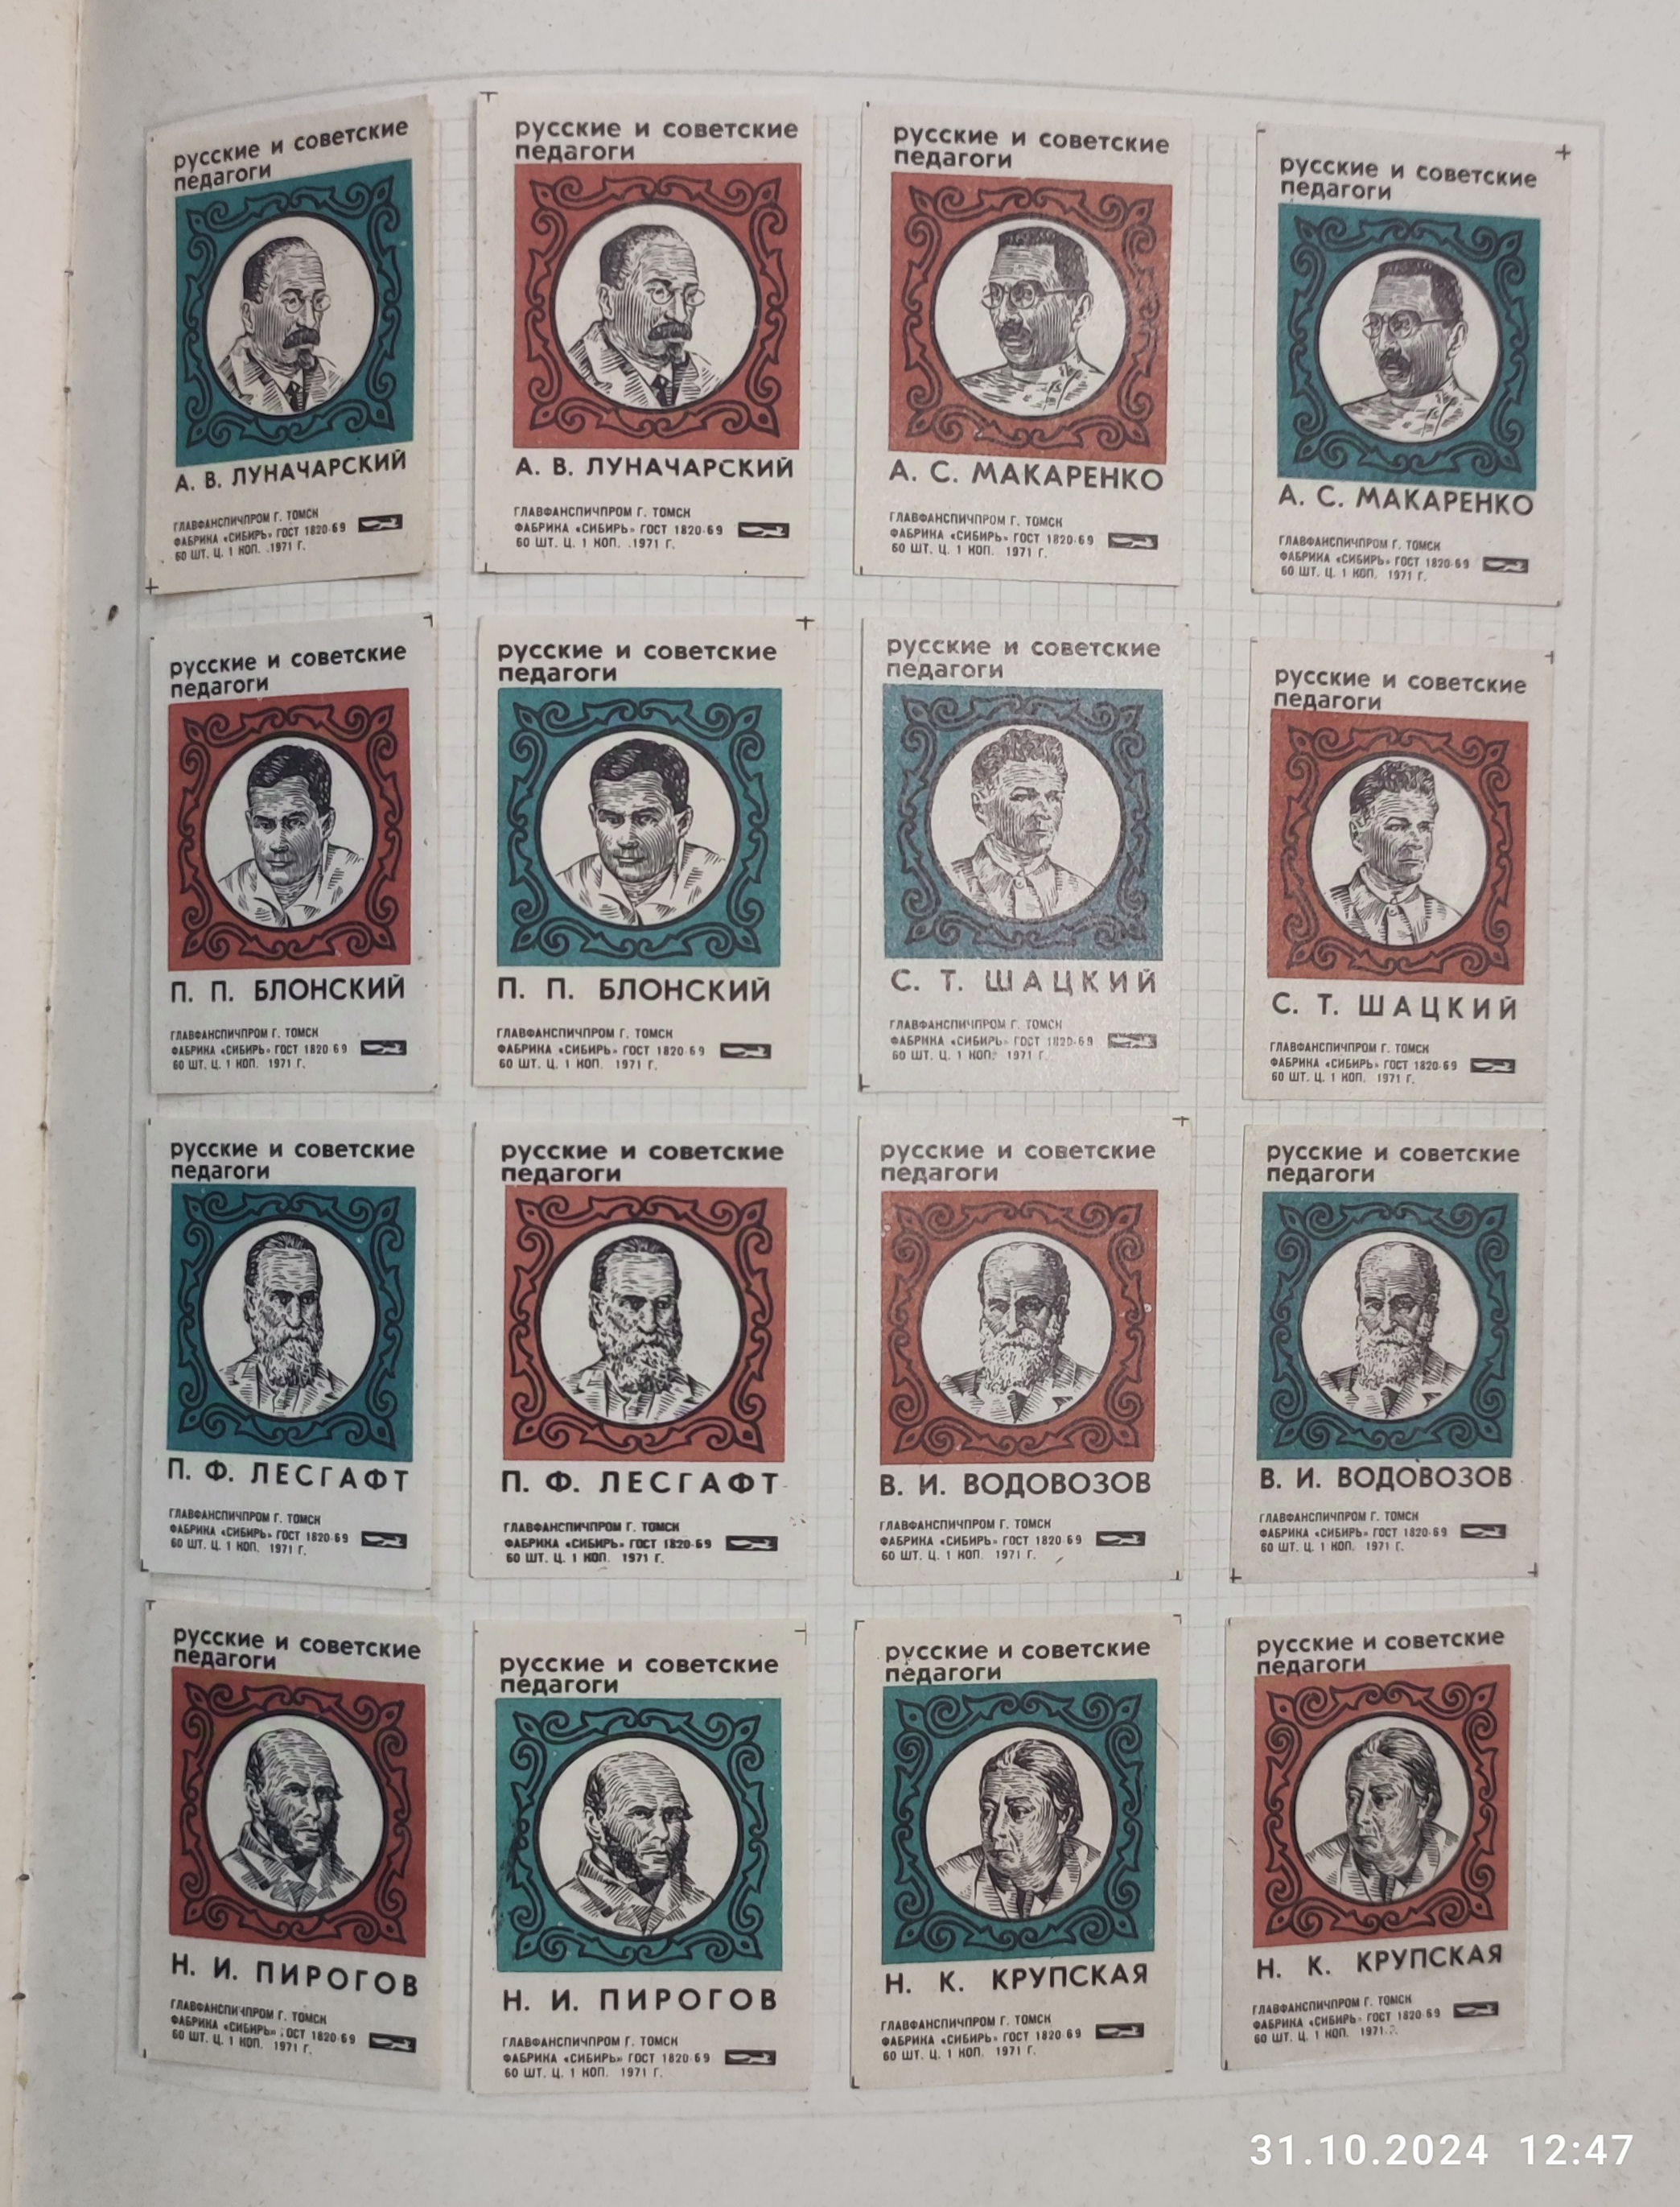 русские и советские
педагоги
А. В. ЛУНАЧАРСКИЙ
ГЛАВФАНСПИЧПРОМ Г. ТОМСК
ФАБРИКА «СИБИРЬ» ГОСТ 1820-69
60 ШТ. Ц. 1 КОП. 1971 Г.
русские и советские
педагоги
А. В. ЛУНАЧАРСКИЙ
ГЛАВФАНСПИЧПРОМ Г. ТОМСК
ФАБРИКА «СИБИРЬ» ГОСТ 1820-69
60 ШТ. Ц. 1 КОП. 1971 Г.
русские и советские
педагоги
А. С. МАКАРЕНКО
ГЛАВФАНСПИЧПРОМ Г. ТОМСК
ФАБРИКА «СИБИРЬ» ГОСТ 1820-69
60 ШТ. Ц. 1 КОП. 1971 Г.
русские и советские
педагоги
А. С. МАКАРЕНКО
ГЛАВФАНСПИЧПРОМ Г. ТОМСК
ФАБРИКА «СИБИРЬ» ГОСТ 1820-69
60 ШТ. Ц. 1 КОП. 1971 Г.
русские и советские
педагоги
П. П. БЛОНСКИЙ
ГЛАВФАНСПИЧПРОМ Г. ТОМСК
ФАБРИКА «СИБИРЬ» ГОСТ 1820-69
60 ШТ. Ц. 1 КОП. 1971 Г.
русские и советские
педагоги
П. П. БЛОНСКИЙ
ГЛАВФАНСПИЧПРОМ Г. ТОМСК
ФАБРИКА «СИБИРЬ» ГОСТ 1820-69
60 ШТ. Ц. 1 КОП. 1971 Г.
русские и советские
педагоги
С. Т. ШАЦКИЙ
ГЛАВФАНСПИЧПРОМ Г. ТОМСК
ФАБРИКА «СИБИРЬ» ГОСТ 1820-69
60 ШТ. Ц. 1 КОП. 1971 Г.
русские и советские
педагоги
С. Т. ШАЦКИЙ
ГЛАВФАНСПИЧПРОМ Г. ТОМСК
ФАБРИКА «СИБИРЬ» ГОСТ 1820-69
60 ШТ. Ц. 1 КОП. 1971 Г.
русские и советские
педагоги
П. Ф. ЛЕСГАФТ
ГЛАВФАНСПИЧПРОМ Г. ТОМСК
ФАБРИКА «СИБИРЬ» ГОСТ 1820-69
60 ШТ. Ц. 1 КОП. 1971 Г.
русские и советские
педагоги
П. Ф. ЛЕСГАФТ
ГЛАВФАНСПИЧПРОМ Г. ТОМСК
ФАБРИКА «СИБИРЬ» ГОСТ 1820-69
60 ШТ. Ц. 1 КОП. 1971 Г.
русские и советские
педагоги
В. И. ВОДОВОЗОВ
ГЛАВФАНСПИЧПРОМ Г. ТОМСК
ФАБРИКА «СИБИРЬ» ГОСТ 1820-69
60 ШТ. Ц. 1 КОП. 1971 Г.
русские и советские
педагоги
В. И. ВОДОВОЗОВ
ГЛАВФАНСПИЧПРОМ Г. ТОМСК
ФАБРИКА «СИБИРЬ» ГОСТ 1820-69
60 ШТ. Ц. 1 КОП. 1971 Г.
русские и советские
педагоги
Н. И. ПИРОГОВ
ГЛАВФАНСПИЧПРОМ Г. ТОМСК
ФАБРИКА «СИБИРЬ» ГОСТ 1820-69
60 ШТ. Ц. 1 КОП. 1971 Г.
русские и советские
педагоги
Н. И. ПИРОГОВ
ГЛАВФАНСПИЧПРОМ Г. ТОМСК
ФАБРИКА «СИБИРЬ» ГОСТ 1820-69
60 ШТ. Ц. 1 КОП. 1971 Г.
русские и советские
педагоги
Н. К. КРУПСКАЯ
ГЛАВФАНСПИЧПРОМ Г. ТОМСК
ФАБРИКА «СИБИРЬ» ГОСТ 1820-69
60 ШТ. Ц. 1 КОП. 1971 Г.
русские и советские
педагоги
Н. К. КРУПСКАЯ
ГЛАВФАНСПИЧПРОМ Г. ТОМСК
ФАБРИКА «СИБИРЬ» ГОСТ 1820-69
60 ШТ. Ц. 1 КОП. 1971
31.10.2024 12:47